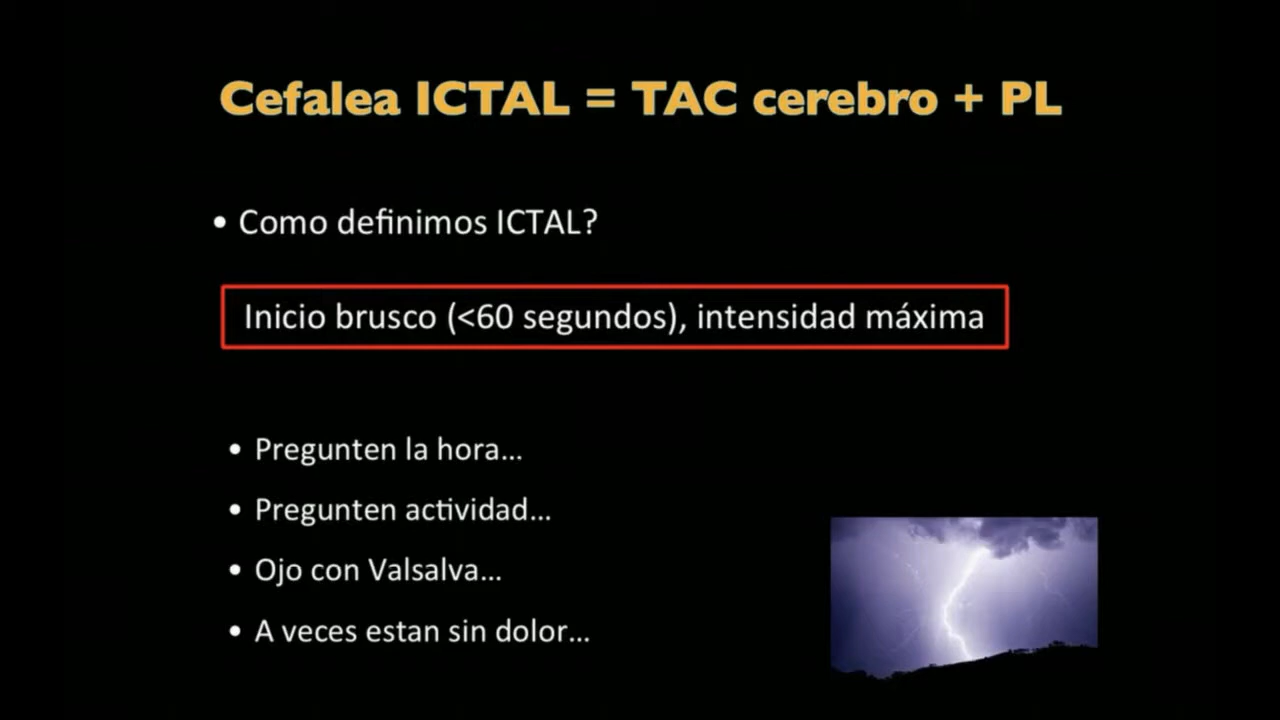 Cefalea ICTAL = TAC cerebro + PL
• Como definimos ICTAL?
Inicio brusco (<60 segundos), intensidad máxima
• Pregunten la hora...
• Pregunten actividad...
• Ojo con Valsalva...
• A veces estan sin dolor...